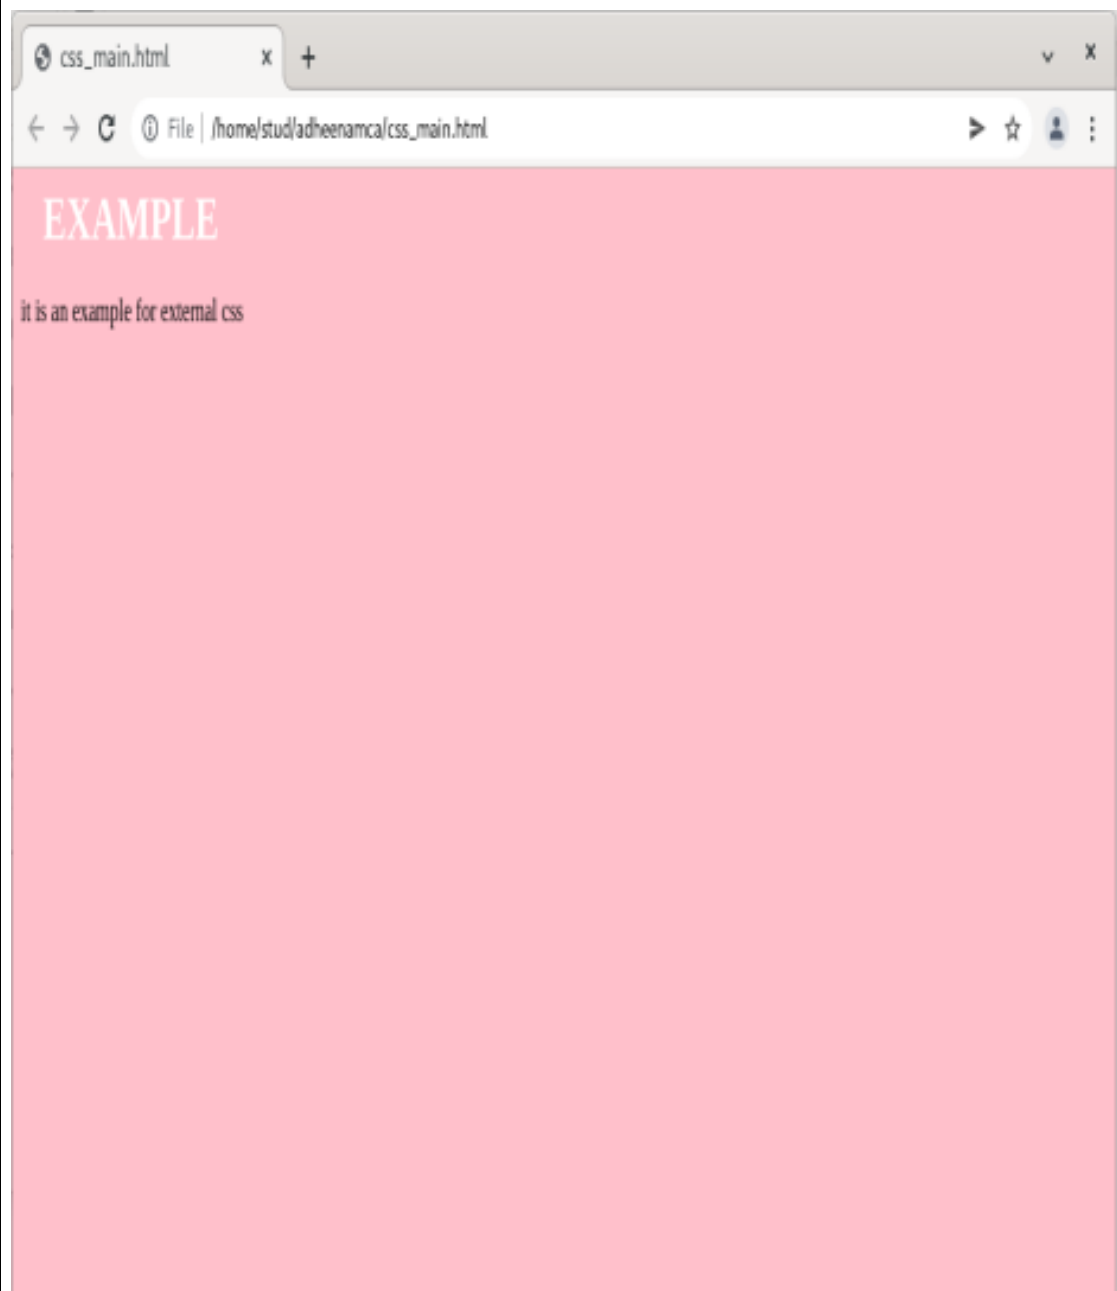 css_main.html
File /home/stud/adheenamca/css_main.html
EXAMPLE
it is an example for external css